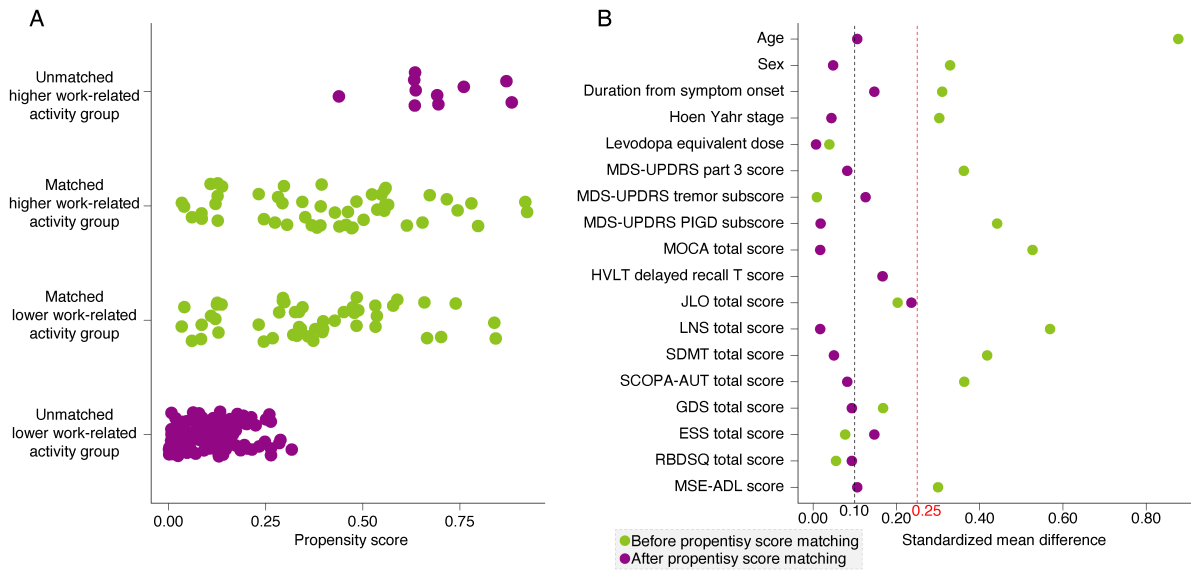 A
Unmatched
higher work-related
activity group
Matched
higher work-related
activity group
Matched
lower work-related
activity group
Unmatched
lower work-related
activity group
0.00
0.25
0.50
0.75
Propensity score
B
Age
Sex
Duration from symptom onset
Hoen Yahr stage
Levodopa equivalent dose
MDS-UPDRS part 3 score
MDS-UPDRS tremor subscore
MDS-UPDRS PIGD subscore
MOCA total score
HVLT delayed recall T score
JLO total score
LNS total score
SDMT total score
SCOPA-AUT total score
GDS total score
ESS total score
RBDSQ total score
MSE-ADL score
0.00
0.10
0.20
0.25
0.40
0.60
0.80
Standardized mean difference
Before propentisy score matching
After propentisy score matching